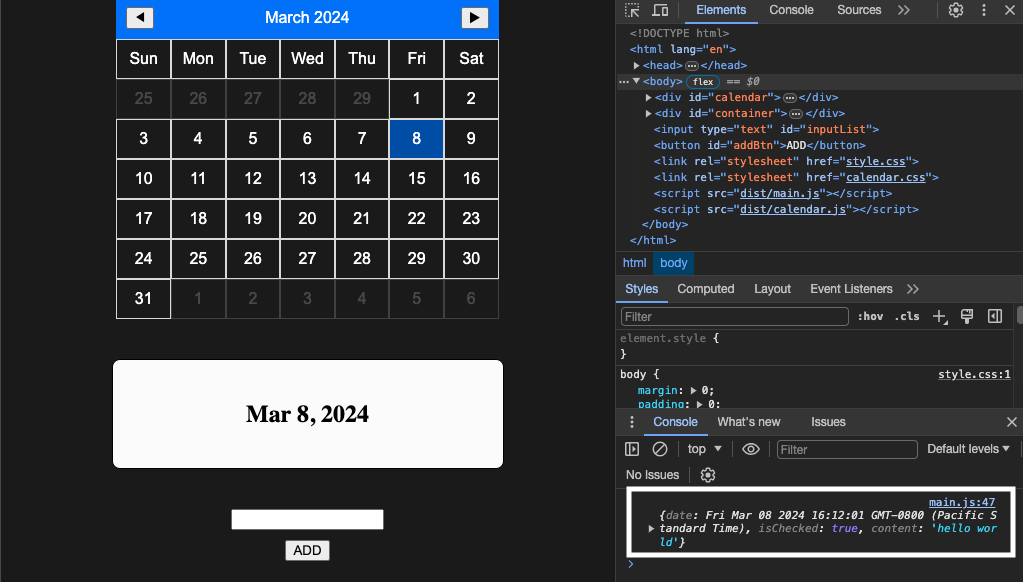 ◀ March 2024 ▶
Sun Mon Tue Wed Thu Fri Sat
25 26 27 28 29 1 2
3 4 5 6 7 8 9
10 11 12 13 14 15 16
17 18 19 20 21 22 23
24 25 26 27 28 29 30
31 1 2 3 4 5 6
Mar 8, 2024
ADD
Elements Console Sources
<!DOCTYPE html>
<html lang="en">
<head>…</head>
<body> flex == $0
<div id="calendar">…</div>
<div id="container">…</div>
<input type="text" id="inputList">
<button id="addBtn">ADD</button>
<link rel="stylesheet" href="style.css">
<link rel="stylesheet" href="calendar.css">
<script src="dist/main.js"></script>
<script src="dist/calendar.js"></script>
</body>
</html>
html body
Styles Computed Layout Event Listeners
Filter :hov .cls
element.style {
}
body { style.css:1
margin: 0;
padding: 0;
Console What's new Issues
top Filter Default levels
No Issues
main.js:47
{date: Fri Mar 08 2024 16:12:01 GMT-0800 (Pacific S
tandard Time), isChecked: true, content: 'hello wor
ld'}